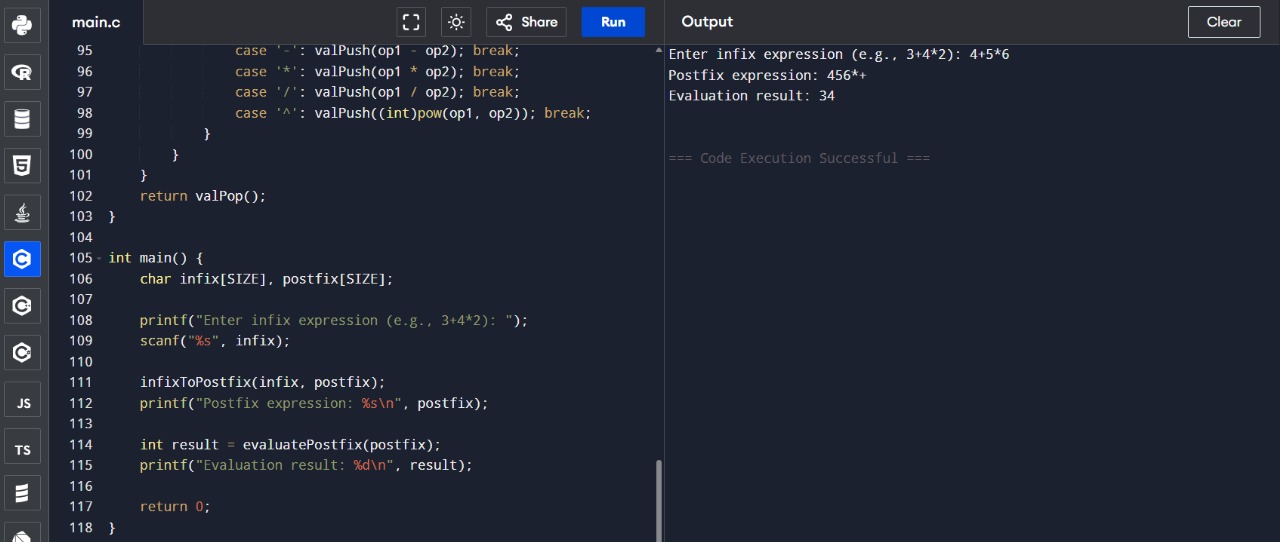 main.c
Share
Run
Output
Clear
95 case '-': valPush(op1 - op2); break;
96 case '*': valPush(op1 * op2); break;
97 case '/': valPush(op1 / op2); break;
98 case '^': valPush((int)pow(op1, op2)); break;
99 }
100 }
101 }
102 return valPop();
103 }
104
105 int main() {
106 char infix[SIZE], postfix[SIZE];
107
108 printf("Enter infix expression (e.g., 3+4*2): ");
109 scanf("%s", infix);
110
111 infixToPostfix(infix, postfix);
112 printf("Postfix expression: %s\n", postfix);
113
114 int result = evaluatePostfix(postfix);
115 printf("Evaluation result: %d\n", result);
116
117 return 0;
118 }
Enter infix expression (e.g., 3+4*2): 4+5*6
Postfix expression: 456*+
Evaluation result: 34
=== Code Execution Successful ===
R
5
C
C
C
JS
TS